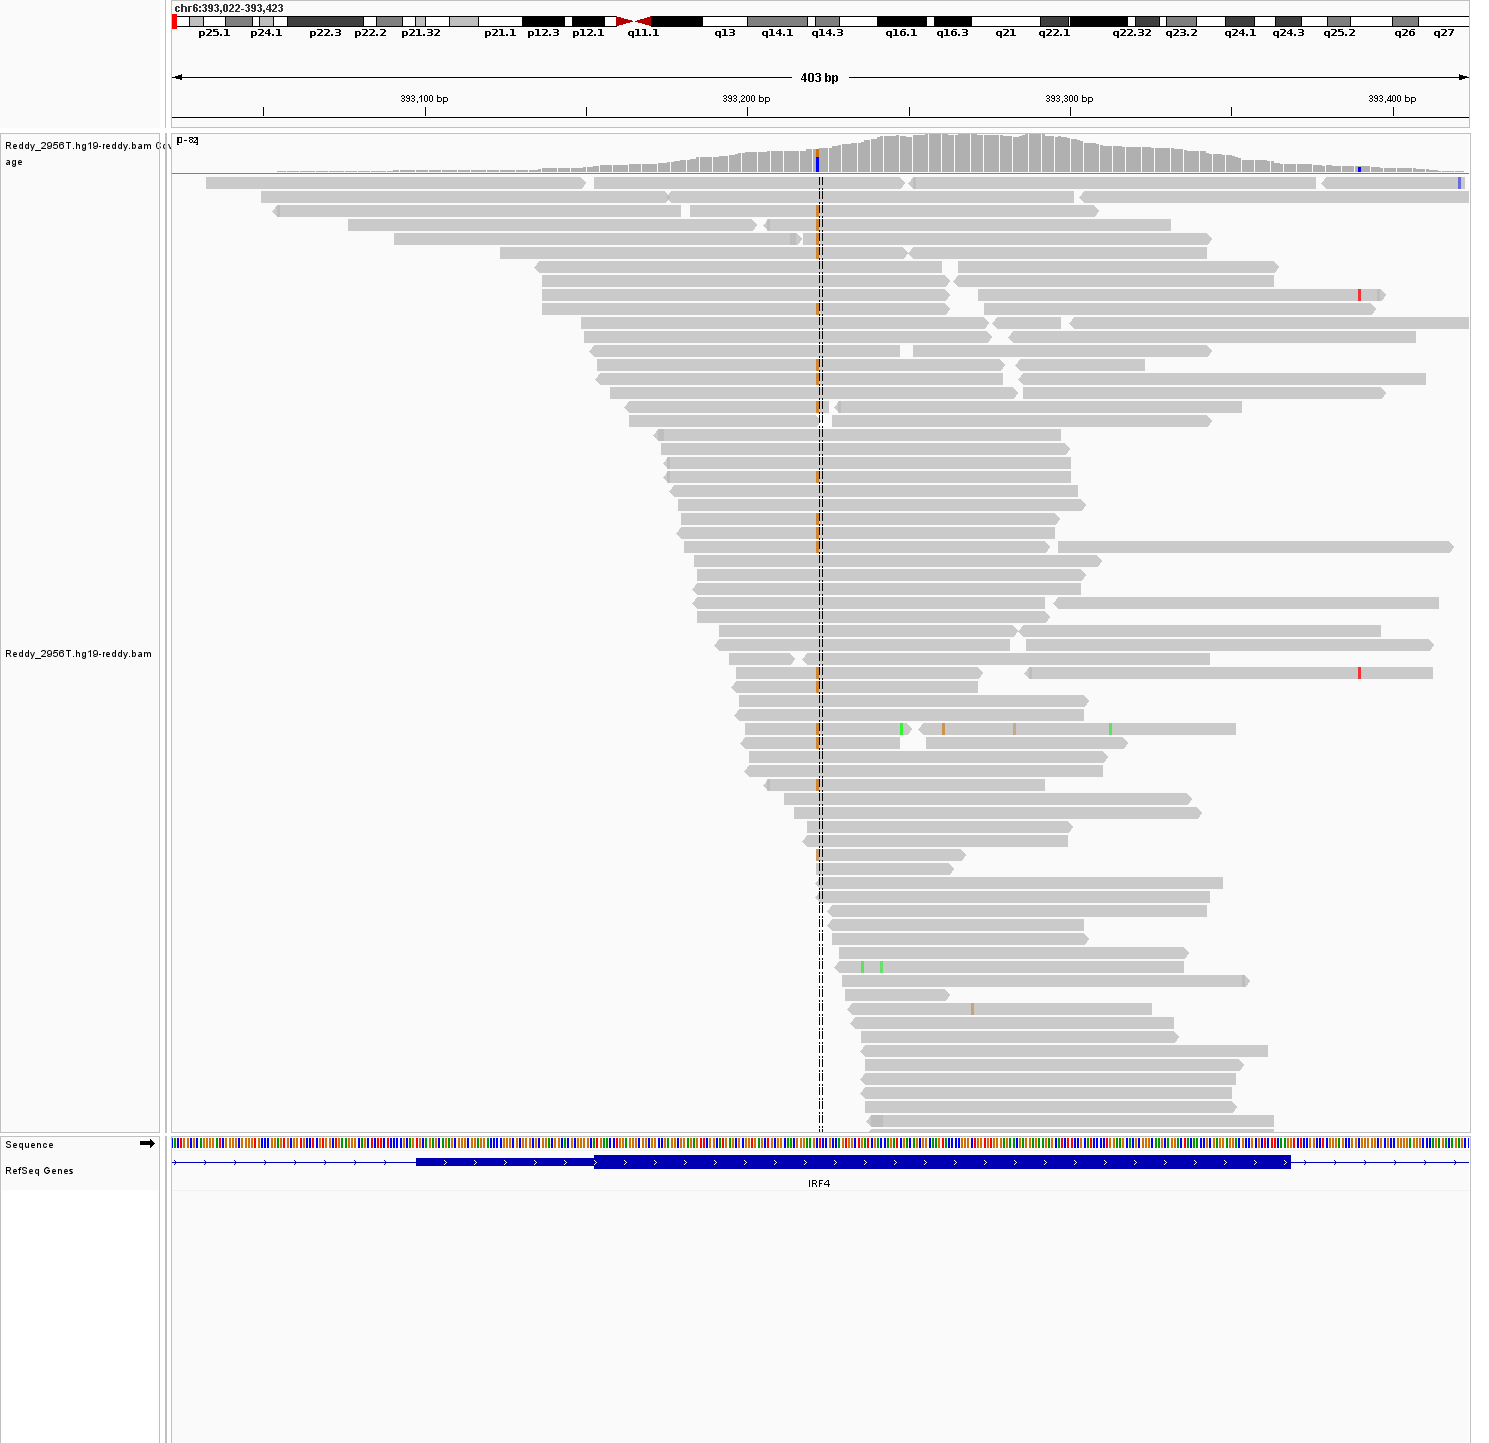 chr6:393,022-393,423
p25.1 p24.1 p22.3 p22.2 p21.32 p21.1 p12.3 p12.1 q11.1 q13 q14.1 q14.3 q16.1 q16.3 q21 q22.1 q22.32 q23.2 q24.1 q24.3 q25.2 q26 q27
403 bp
393,100 bp 393,200 bp 393,300 bp 393,400 bp
[0-82]
Reddy_2956T.hg19-reddy.bam Cov
age
Reddy_2956T.hg19-reddy.bam
Sequence
RefSeq Genes
IRF4